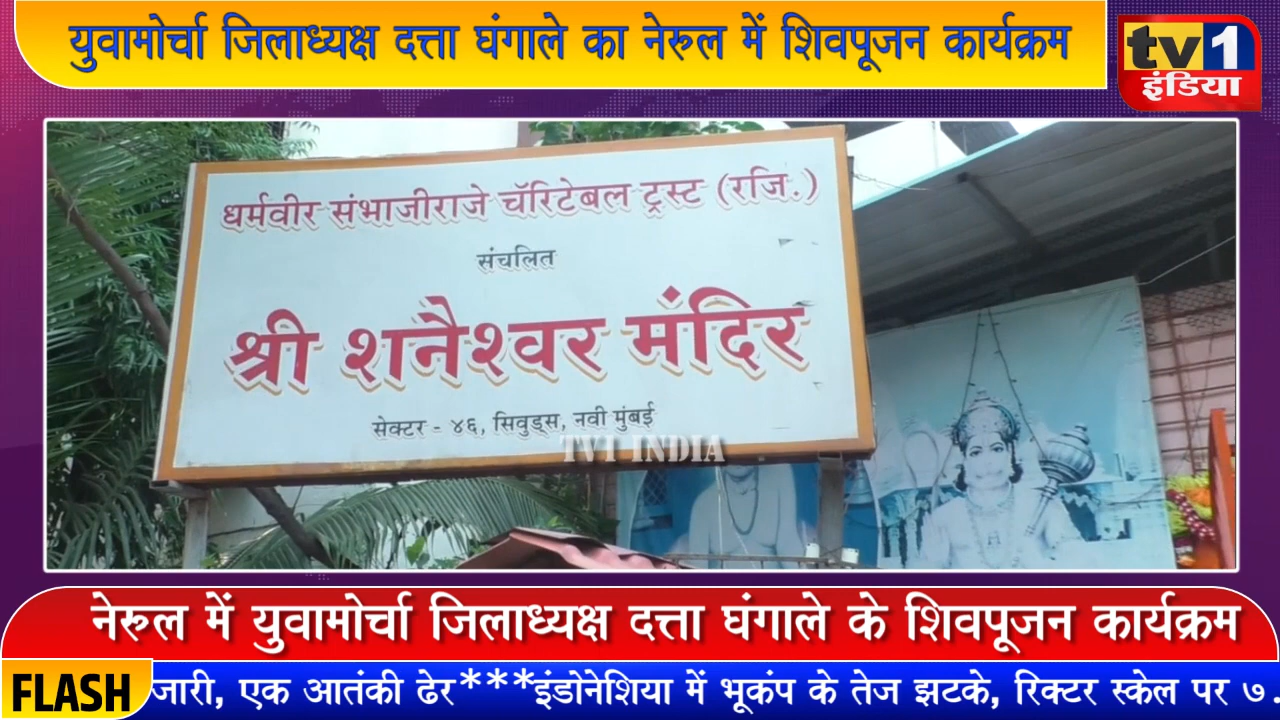 युवामोर्चा जिलाध्यक्ष दत्ता घंगाले का नेरूल में शिवपूजन कार्यक्रम
tv1
इंडिया
धर्मवीर संभाजीराजे चॅरिटेबल ट्रस्ट (रजि.)
संचलित
श्री शनैश्वर मंदिर
सेक्टर - ४६, सिवुड्स, नवी मुंबई
TV1 INDIA
नेरूल में युवामोर्चा जिलाध्यक्ष दत्ता घंगाले के शिवपूजन कार्यक्रम
FLASH जारी, एक आतंकी ढेर***इंडोनेशिया में भूकंप के तेज झटके, रिक्टर स्केल पर ७.